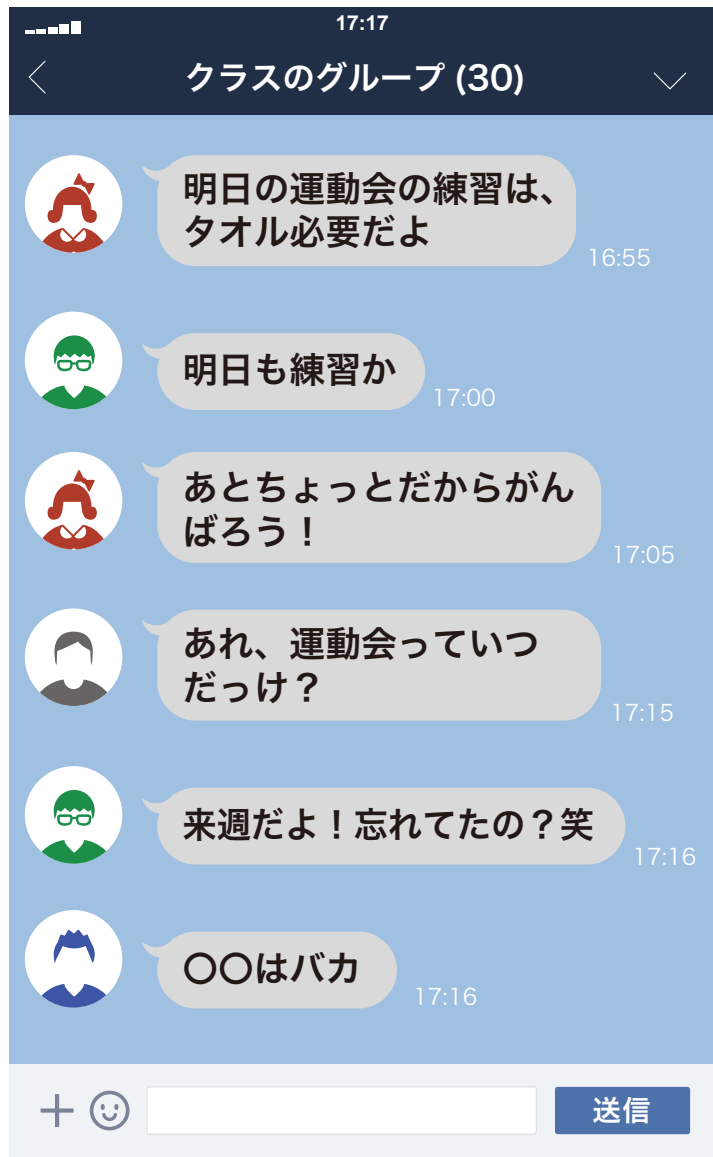 17:17
クラスのグループ (30)
明日の運動会の練習は、
タオル必要だよ
16:55
明日も練習か
17:00
あとちょっとだからがん
ばろう！
17:05
あれ、運動会っていつ
だっけ？
17:15
来週だよ！忘れてたの？笑
17:16
〇〇はバカ
17:16
送信